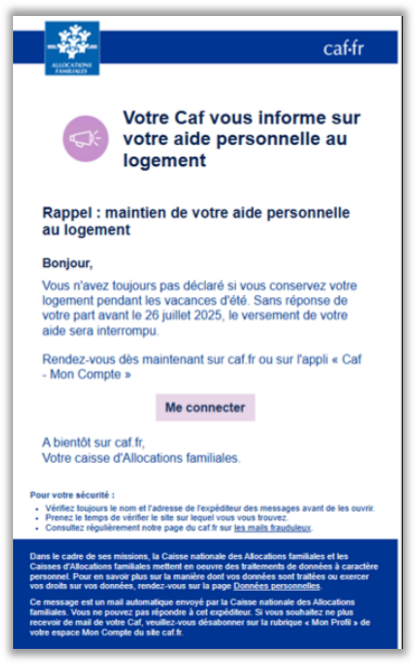 ALLOCATIONS
FAMILIALES
caf.fr
Votre Caf vous informe sur
votre aide personnelle au
logement
Rappel : maintien de votre aide personnelle
au logement
Bonjour,
Vous n'avez toujours pas déclaré si vous conservez votre
logement pendant les vacances d'été. Sans réponse de
votre part avant le 26 juillet 2025, le versement de votre
aide sera interrompu.
Rendez-vous dès maintenant sur caf.fr ou sur l'appli « Caf
- Mon Compte »
Me connecter
A bientôt sur caf.fr,
Votre caisse d'Allocations familiales.
Pour votre sécurité :
• Vérifiez toujours le nom et l'adresse de l'expéditeur des messages avant de les ouvrir.
• Prenez le temps de vérifier le site sur lequel vous vous trouvez.
• Consultez régulièrement notre page du caf.fr sur les mails frauduleux.
Dans le cadre de ses missions, la Caisse nationale des Allocations familiales et les
Caisses d'Allocations familiales mettent en oeuvre des traitements de données à caractère
personnel. Pour en savoir plus sur la manière dont vos données sont traitées ou exercer
vos droits sur vos données, rendez-vous sur la page Données personnelles.
Ce message est un mail automatique envoyé par la Caisse nationale des Allocations
familiales. Vous ne pouvez pas répondre à cet expéditeur. Si vous souhaitez ne plus
recevoir de mail de votre Caf, veuillez-vous désabonner sur la rubrique « Mon Profil » de
votre espace Mon Compte du site caf.fr.